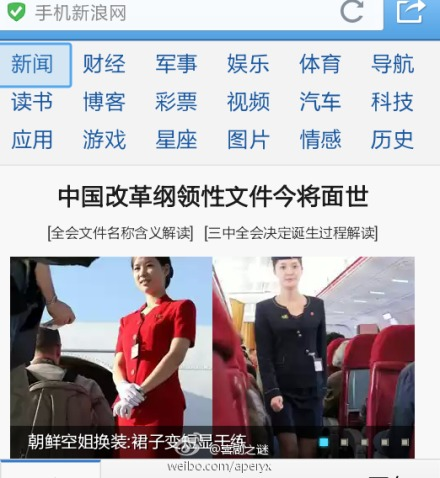 手机新浪网
新闻 财经 军事 娱乐 体育 导航
读书 博客 彩票 视频 汽车 科技
应用 游戏 星座 图片 情感 历史
中国改革纲领性文件今将面世
[全会文件名称含义解读] [三中全会决定诞生过程解读]
朝鲜空姐换装:裙子变短显干练
@喜剧之谜
weibo.com/aperyx